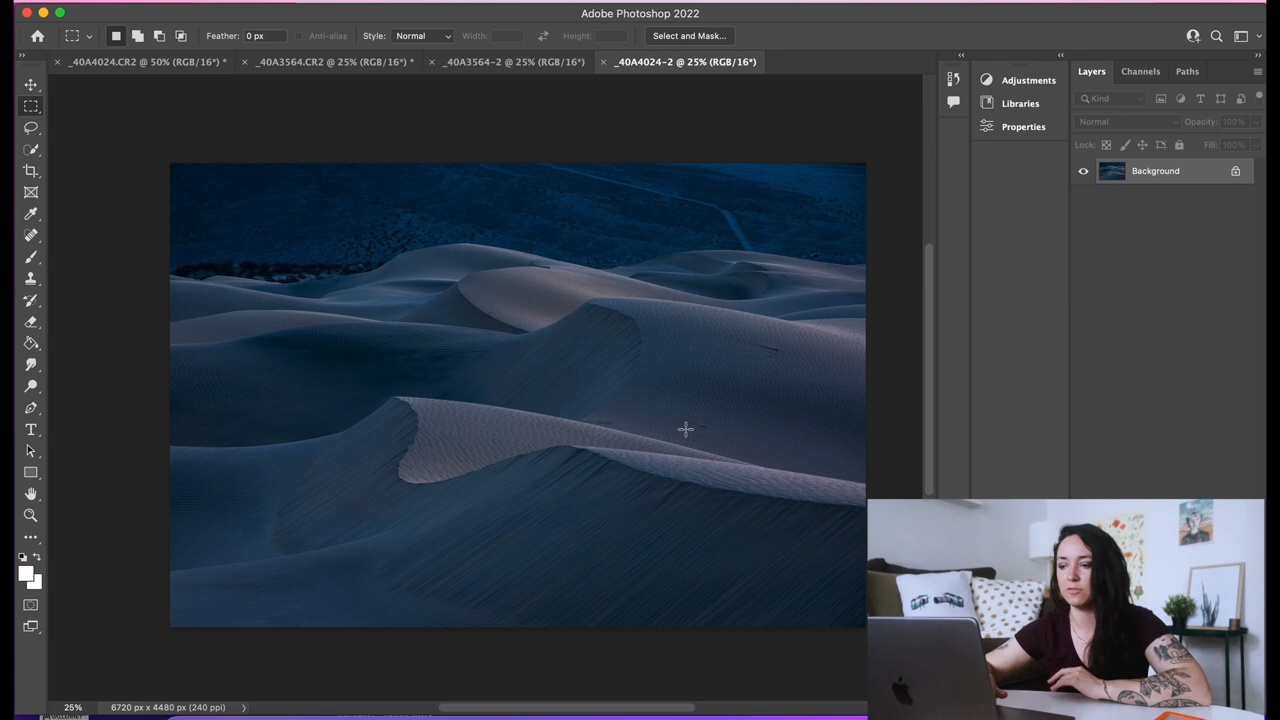 Adobe Photoshop 2022
Feather: 0 px Anti-alias Style: Normal Width: Height: Select and Mask...
_40A4024.CR2 @ 50% (RGB/16*) * _40A3564.CR2 @ 25% (RGB/16*) * _40A3564-2 @ 25% (RGB/16*) _40A4024-2 @ 25% (RGB/16*)
Adjustments
Libraries
Properties
Layers Channels Paths
Kind
Normal Opacity: 100%
Lock: Fill: 100%
Background
25% 6720 px x 4480 px (240 ppi)